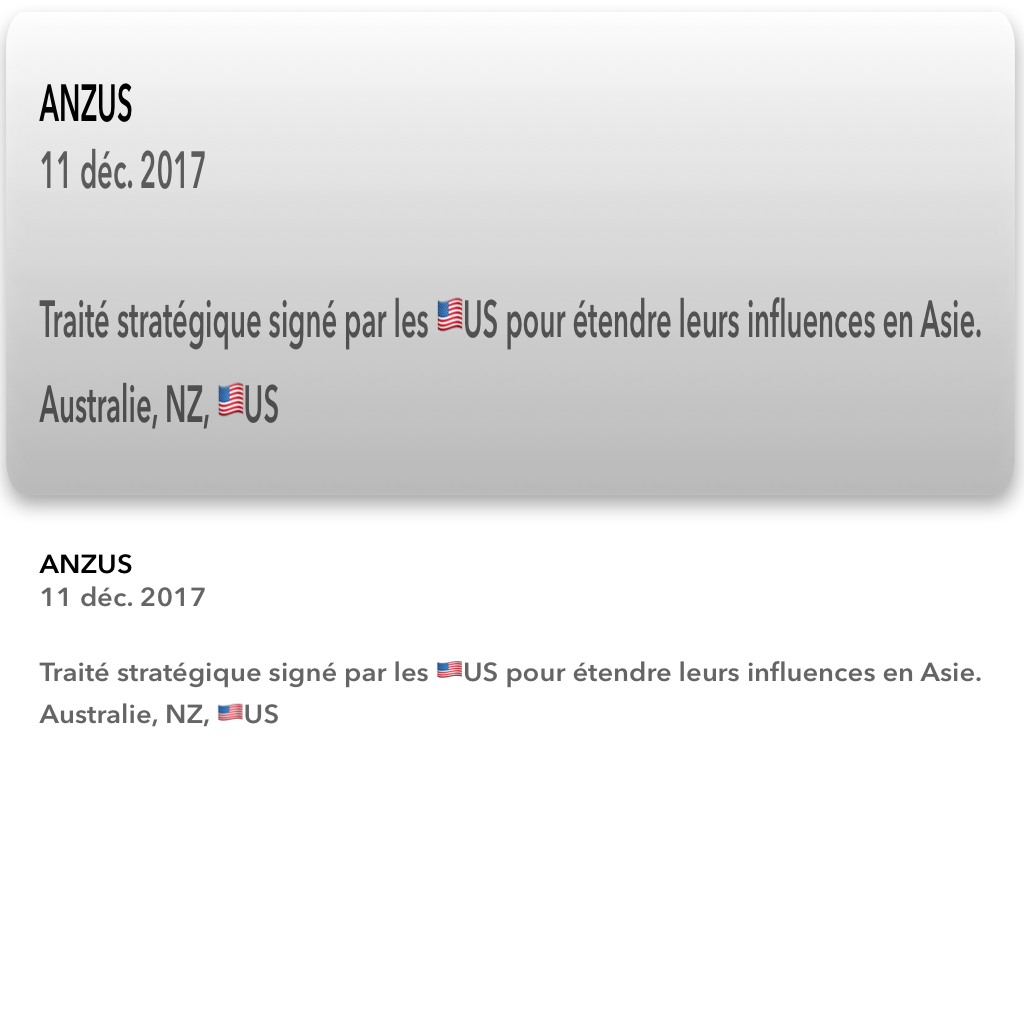 ANZUS
11 déc. 2017
Traité stratégique signé par les 🇺🇸US pour étendre leurs influences en Asie.
Australie, NZ, 🇺🇸US
ANZUS
11 déc. 2017
Traité stratégique signé par les 🇺🇸US pour étendre leurs influences en Asie.
Australie, NZ, 🇺🇸US